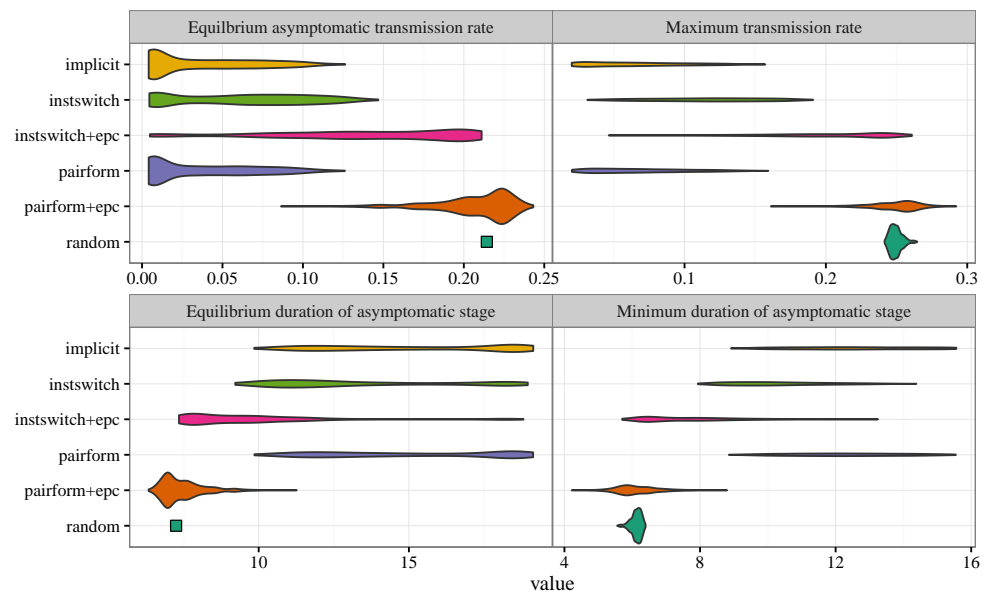 Equilbrium asymptomatic transmission rate
Maximum transmission rate
implicit
instswitch
instswitch+epc
pairform
pairform+epc
random
0.00 0.05 0.10 0.15 0.20 0.25
0.1 0.2 0.3
Equilibrium duration of asymptomatic stage
Minimum duration of asymptomatic stage
implicit
instswitch
instswitch+epc
pairform
pairform+epc
random
10 15
4 8 12 16
value